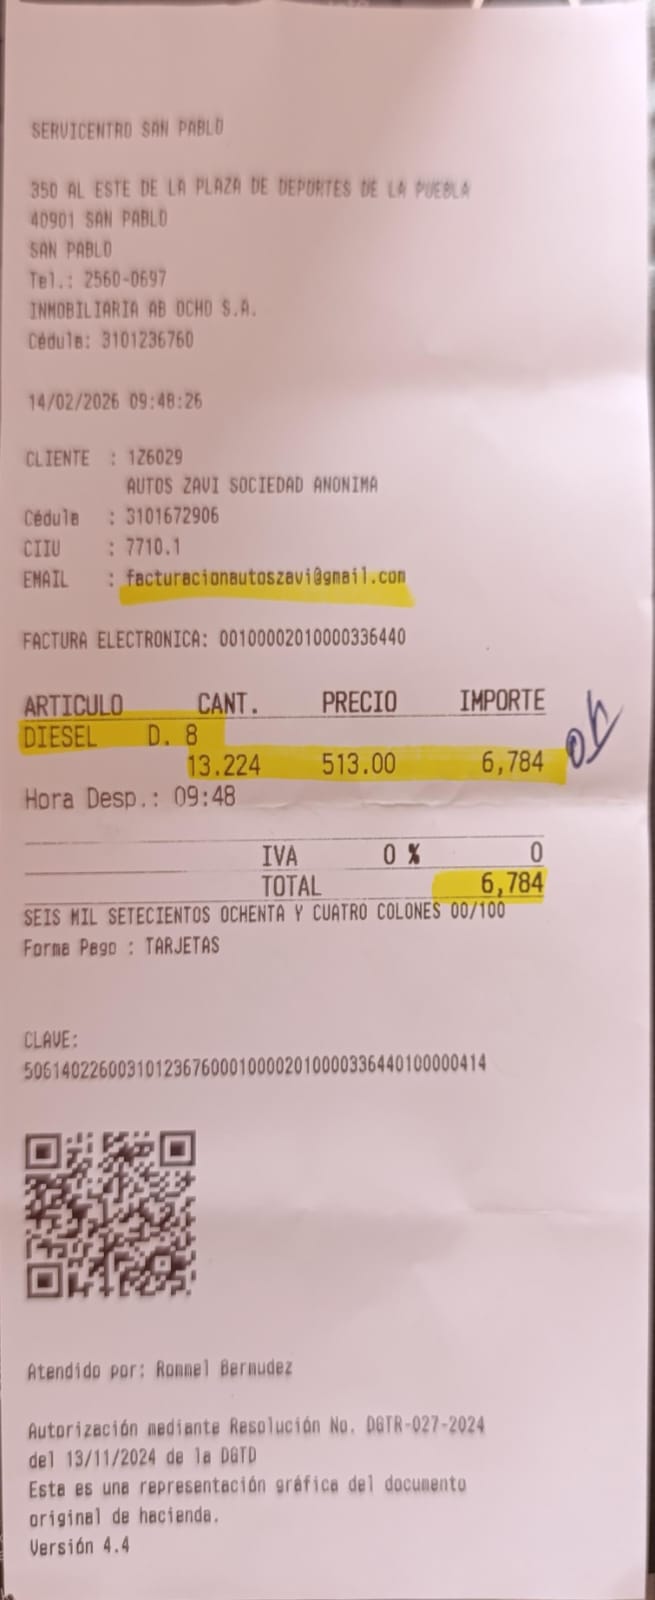 SERVICENTRO SAN PABLO
350 AL ESTE DE LA PLAZA DE DEPORTES DE LA PUEBLA
40901 SAN PABLO
SAN PABLO
Tel.: 2560-0697
INMOBILIARIA AB OCHO S.A.
Cédula: 3101236760
14/02/2026 09:48:26
CLIENTE : 126029
AUTOS ZAVI SOCIEDAD ANONIMA
Cédula : 3101672906
CIIU : 7710.1
EMAIL : facturacionautoszavi@gmail.com
FACTURA ELECTRONICA: 00100002010000336440
ARTICULO CANT. PRECIO IMPORTE
DIESEL D. 8
13.224 513.00 6,784
Hora Desp.: 09:48
IVA 0 % 0
TOTAL 6,784
SEIS MIL SETECIENTOS OCHENTA Y CUATRO COLONES 00/100
Forma Pago : TARJETAS
CLAVE:
50614022600310123676000100002010000336440100000414
Atendido por: Rommel Bermudez
Autorización mediante Resolución No. DGTR-027-2024
del 13/11/2024 de la DGTD
Esta es una representación gráfica del documento
original de hacienda.
Versión 4.4